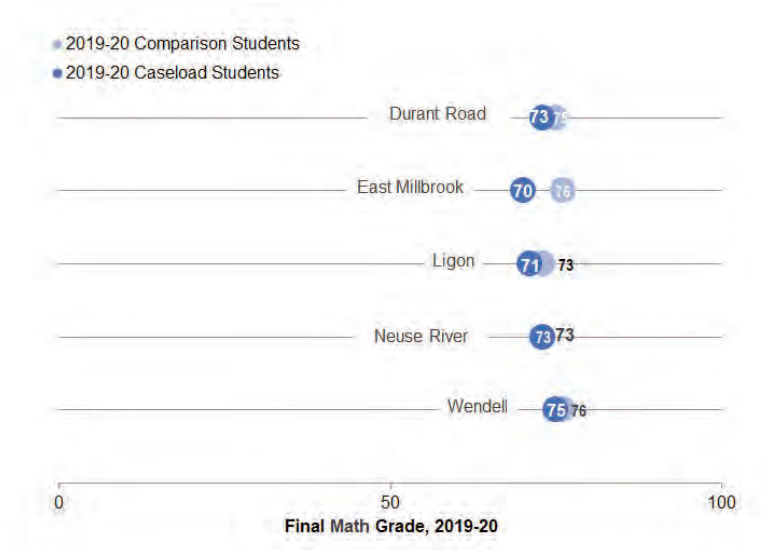 2019-20 Comparison Students
2019-20 Caseload Students
Durant Road 73 75
East Millbrook 70 76
Ligon 71 73
Neuse River 73 73
Wendell 75 76
0 50 100
Final Math Grade, 2019-20